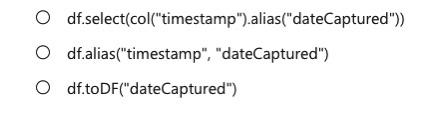 df.select(col("timestamp").alias("dateCaptured"))
df.alias("timestamp", "dateCaptured")
df.toDF("dateCaptured")